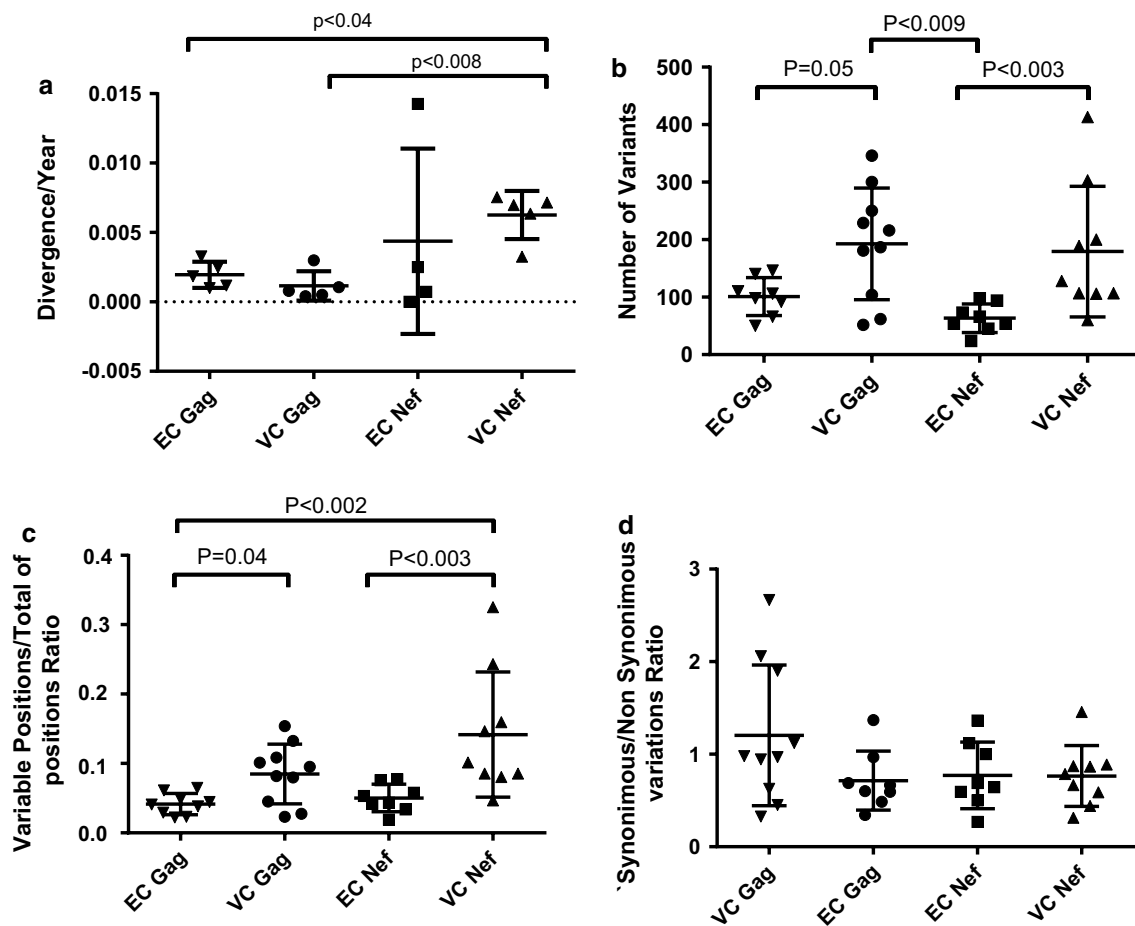 p<0.04
p<0.008
a
0.015
0.010
0.005
0.000
-0.005
Divergence/Year
EC Gag
VC Gag
EC Nef
VC Nef
P<0.009
b
P=0.05
P<0.003
500
400
300
200
100
0
Number of Variants
EC Gag
VC Gag
EC Nef
VC Nef
P<0.002
c
P=0.04
P<0.003
0.4
0.3
0.2
0.1
0.0
Variable Positions/Total of
positions Ratio
EC Gag
VC Gag
EC Nef
VC Nef
d
3
2
1
0
`Synonimous/Non Synonimous
variations Ratio
VC Gag
EC Gag
EC Nef
VC Nef